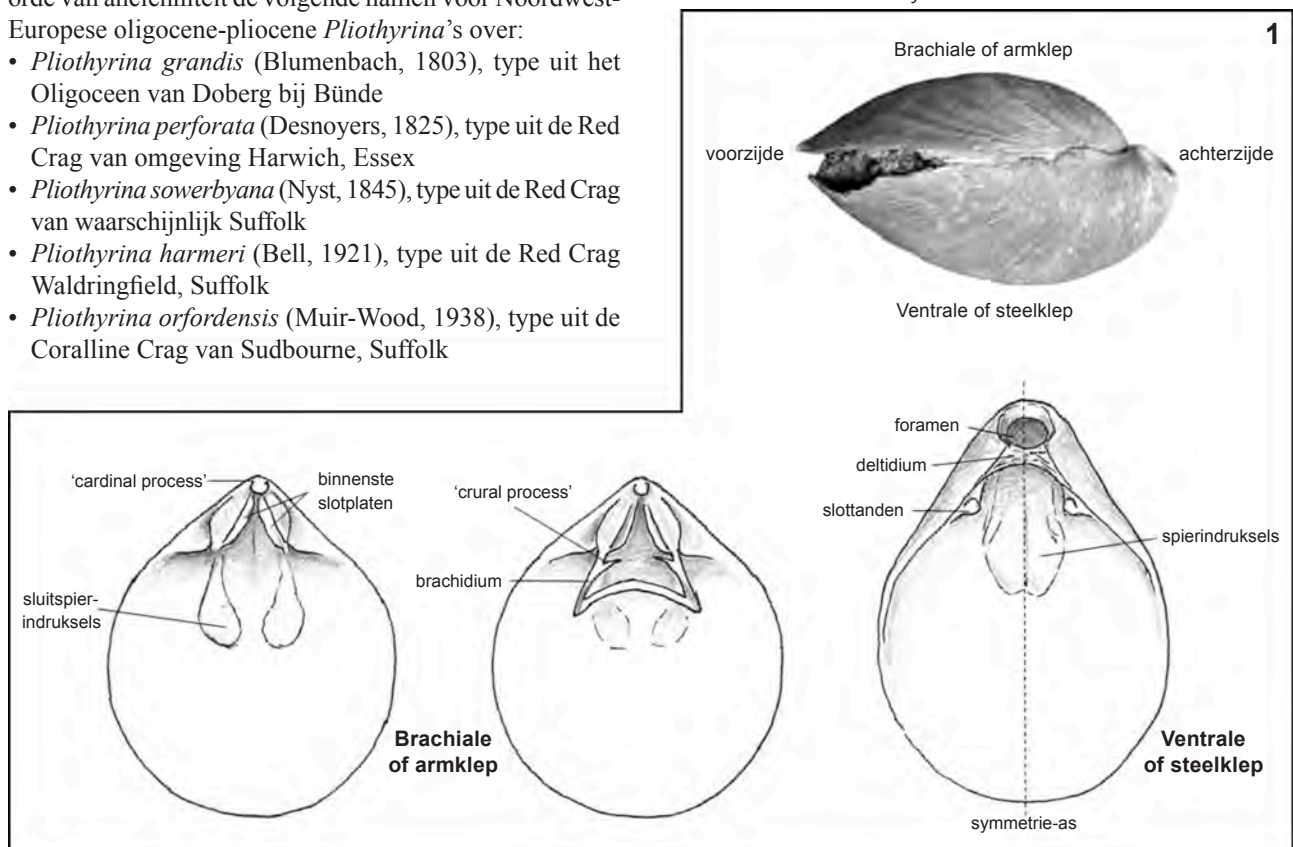 orde van anciënniteit de volgende namen voor Noordwest-
Europese oligocene-pliocene Pliothyrina's over:
• Pliothyrina grandis (Blumenbach, 1803), type uit het
Oligoceen van Doberg bij Bünde
• Pliothyrina perforata (Desnoyers, 1825), type uit de Red
Crag van omgeving Harwich, Essex
• Pliothyrina sowerbyana (Nyst, 1845), type uit de Red Crag
van waarschijnlijk Suffolk
• Pliothyrina harmeri (Bell, 1921), type uit de Red Crag
Waldringfield, Suffolk
• Pliothyrina orfordensis (Muir-Wood, 1938), type uit de
Coralline Crag van Sudbourne, Suffolk
1
Brachiale of armklep
voorzijde
achterzijde
Ventrale of steelklep
'cardinal process'
binnenste
slotplaten
sluitspier-
indruksels
'crural process'
brachidium
Brachiale
of armklep
foramen
deltidium
slottanden
spierindruksels
Ventrale
of steelklep
symmetrie-as